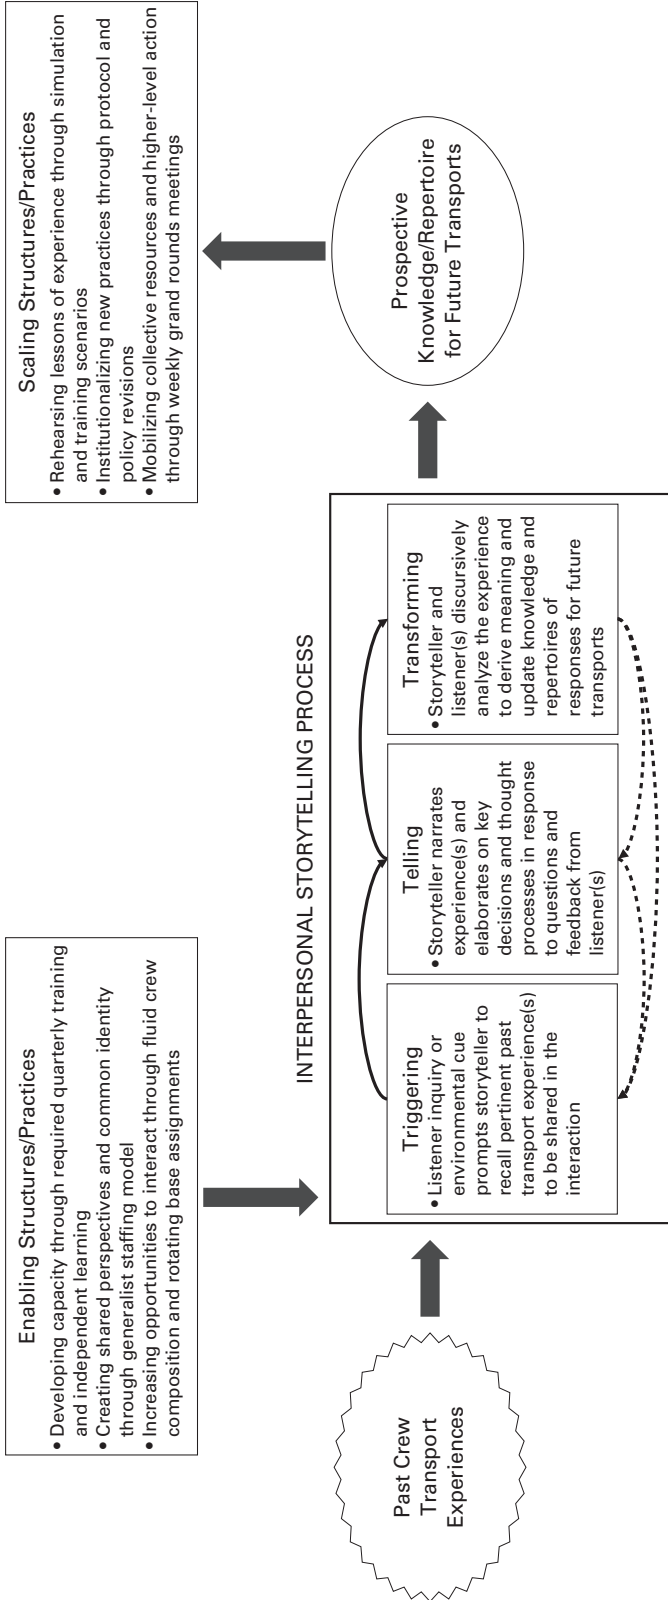 Enabling Structures/Practices
• Developing capacity through required quarterly training
and independent learning
• Creating shared perspectives and common identity
through generalist staffing model
• Increasing opportunities to interact through fluid crew
composition and rotating base assignments
Scaling Structures/Practices
• Rehearsing lessons of experience through simulation
and training scenarios
• Institutionalizing new practices through protocol and
policy revisions
• Mobilizing collective resources and higher-level action
through weekly grand rounds meetings
INTERPERSONAL STORYTELLING PROCESS
Past Crew
Transport
Experiences
Triggering
• Listener inquiry or
environmental cue
prompts storyteller to
recall pertinent past
transport experience(s)
to be shared in the
interaction
Telling
• Storyteller narrates
experience(s) and
elaborates on key
decisions and thought
processes in response
to questions and
feedback from
listener(s)
Transforming
• Storyteller and
listener(s) discursively
analyze the experience
to derive meaning and
update knowledge and
repertoires of
responses for future
transports
Prospective
Knowledge/Repertoire
for Future Transports